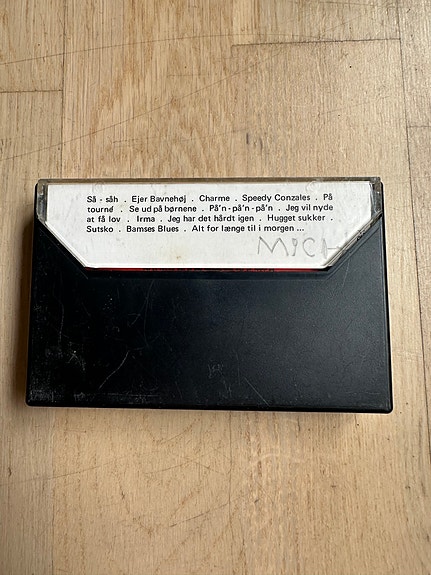 Så - såh . Ejer Bavnehøj . Charme . Speedy Conzales . På
tourné . Se ud på børnene . På'n - på'n - på'n . Jeg vil nyde
at få lov . Irma . Jeg har det hårdt igen . Hugget sukker .
Sutsko . Bamses Blues . Alt for længe til i morgen ...
MICH